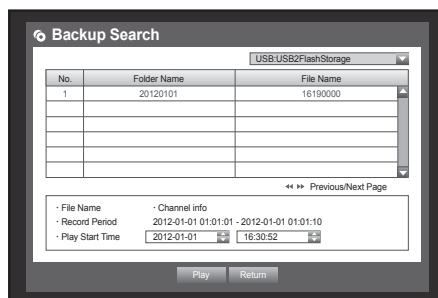 Backup Search
USB:USB2FlashStorage
No. Folder Name File Name
1 20120101 16190000
Previous/Next Page
· File Name · Channel info
· Record Period 2012-01-01 01:01:01 - 2012-01-01 01:01:10
· Play Start Time 2012-01-01 16:30:52
Play Return